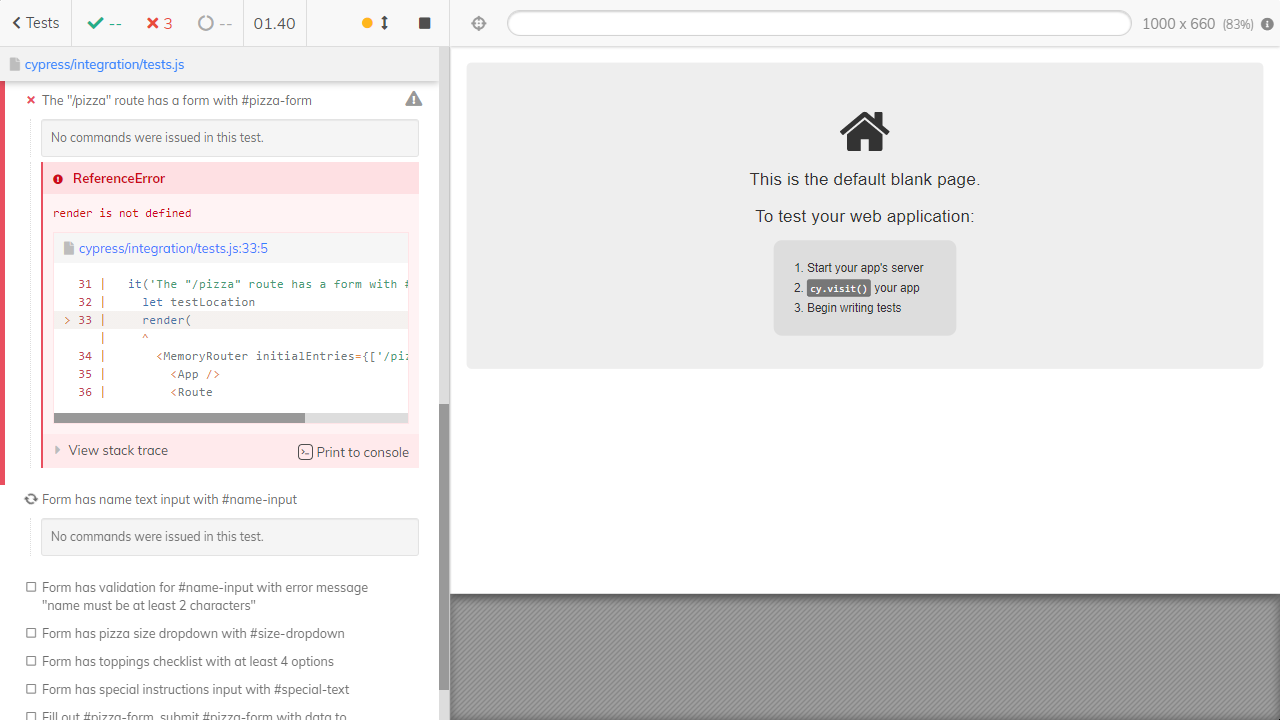 Tests
--
3
--
01.40
1000 x 660 (83%)
cypress/integration/tests.js
The "/pizza" route has a form with #pizza-form
No commands were issued in this test.
ReferenceError
render is not defined
cypress/integration/tests.js:33:5
31 |   it('The "/pizza" route has a form with #
32 |     let testLocation
> 33 |     render(
|     ^
34 |       <MemoryRouter initialEntries={['/piz
35 |         <App />
36 |         <Route
View stack trace
Print to console
Form has name text input with #name-input
No commands were issued in this test.
Form has validation for #name-input with error message
"name must be at least 2 characters"
Form has pizza size dropdown with #size-dropdown
Form has toppings checklist with at least 4 options
Form has special instructions input with #special-text
Fill out #pizza-form, submit #pizza-form with data to
This is the default blank page.
To test your web application:
1. Start your app's server
2. cy.visit() your app
3. Begin writing tests